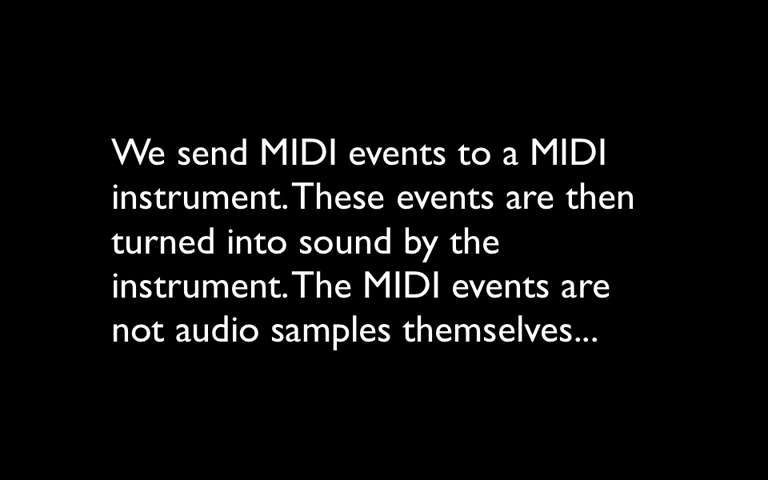 We send MIDI events to a MIDI
instrument. These events are then
turned into sound by the
instrument. The MIDI events are
not audio samples themselves...